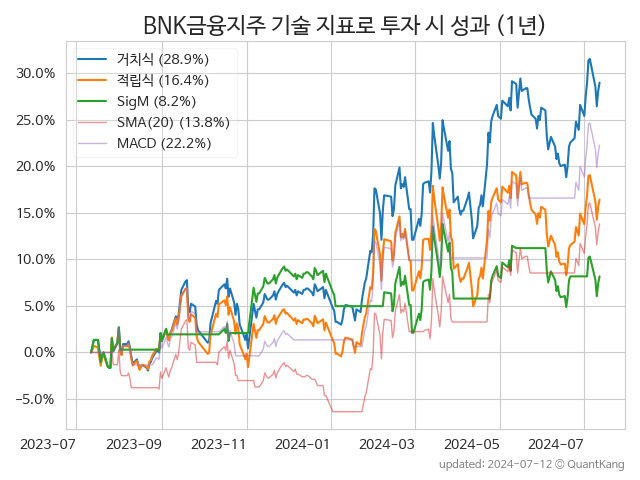 BNK금융지주 기술 지표로 투자 시 성과 (1년)
거치식 (28.9%)
적립식 (16.4%)
SigM (8.2%)
SMA(20) (13.8%)
MACD (22.2%)
30.0%
25.0%
20.0%
15.0%
10.0%
5.0%
0.0%
−5.0%
2023-07 2023-09 2023-11 2024-01 2024-03 2024-05 2024-07
updated: 2024-07-12 © QuantKang